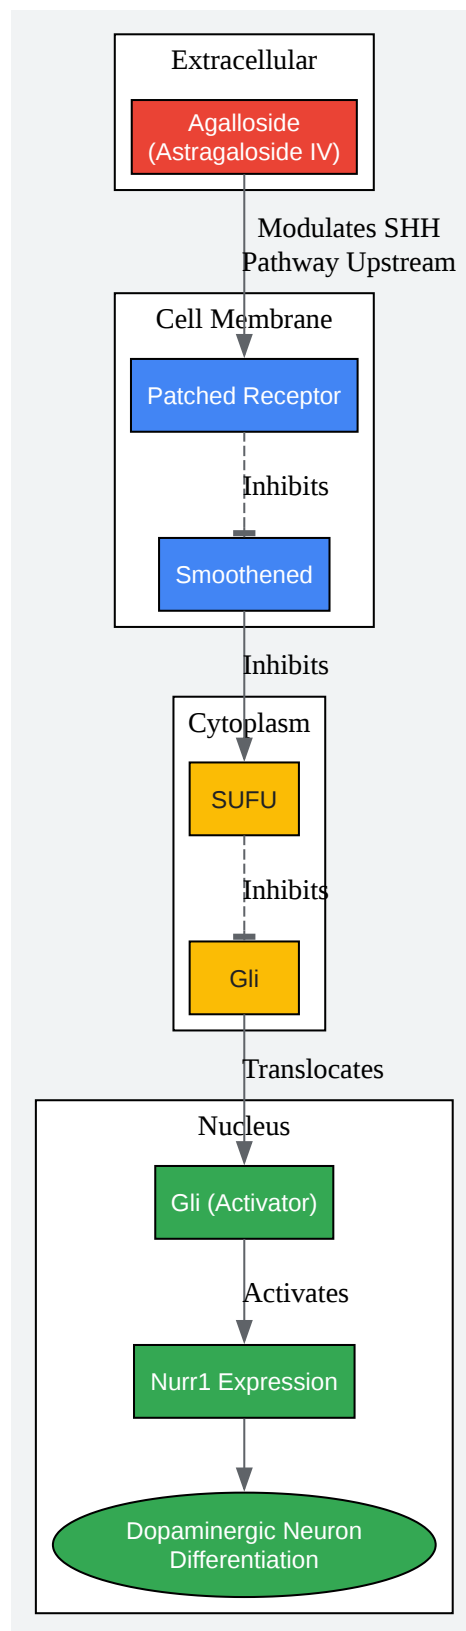 Extracellular
Agalloside
(Astragaloside IV)
Modulates SHH
Pathway Upstream
Cell Membrane
Patched Receptor
Inhibits
Smoothened
Inhibits
Cytoplasm
SUFU
Inhibits
Gli
Translocates
Nucleus
Gli (Activator)
Activates
Nurr1 Expression
Dopaminergic Neuron
Differentiation